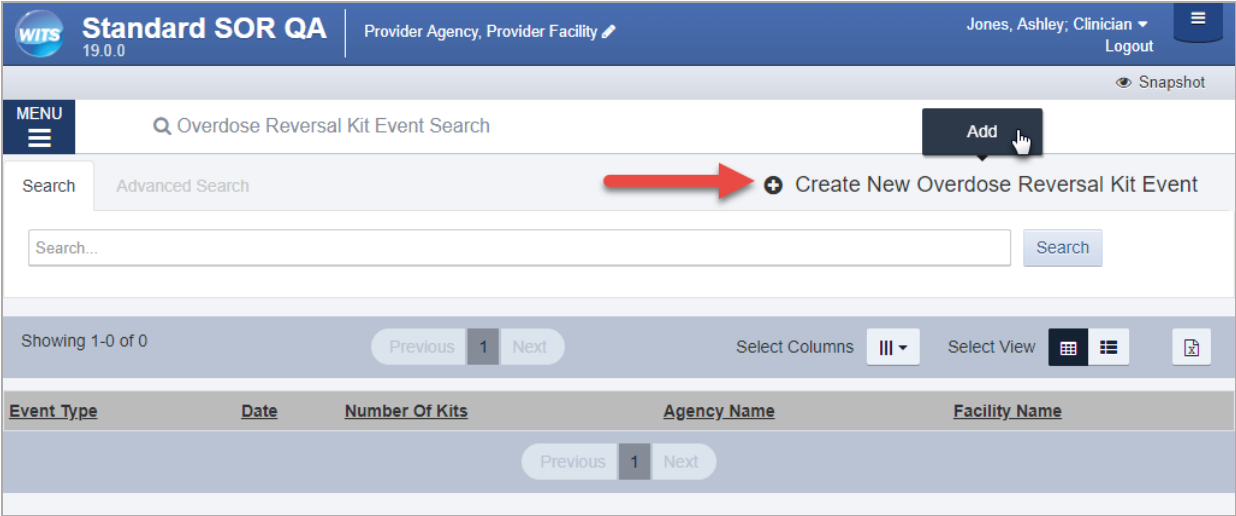 WITS Standard SOR QA Provider Agency, Provider Facility Jones, Ashley; Clinician
19.0.0 Logout
Snapshot
MENU
Overdose Reversal Kit Event Search Add
Search Advanced Search Create New Overdose Reversal Kit Event
Search... Search
Showing 1-0 of 0 Previous 1 Next Select Columns Select View
Event Type Date Number Of Kits Agency Name Facility Name
Previous 1 Next